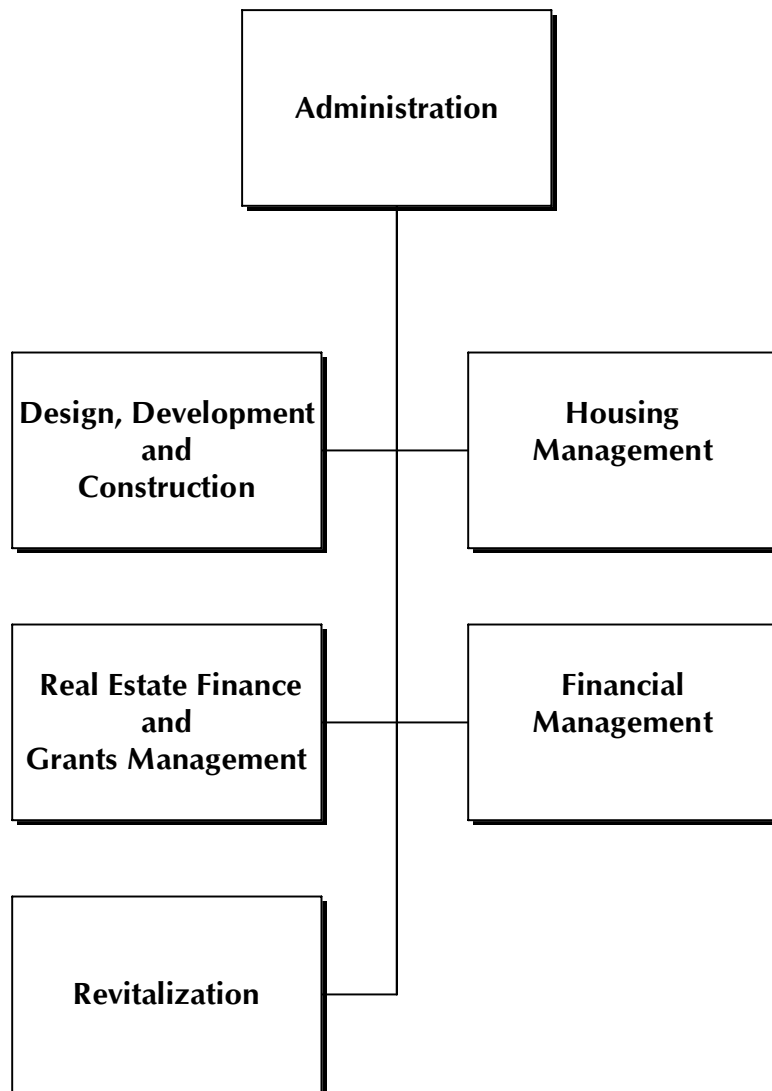 Administration
Design, Development
and
Construction
Housing
Management
Real Estate Finance
and
Grants Management
Financial
Management
Revitalization